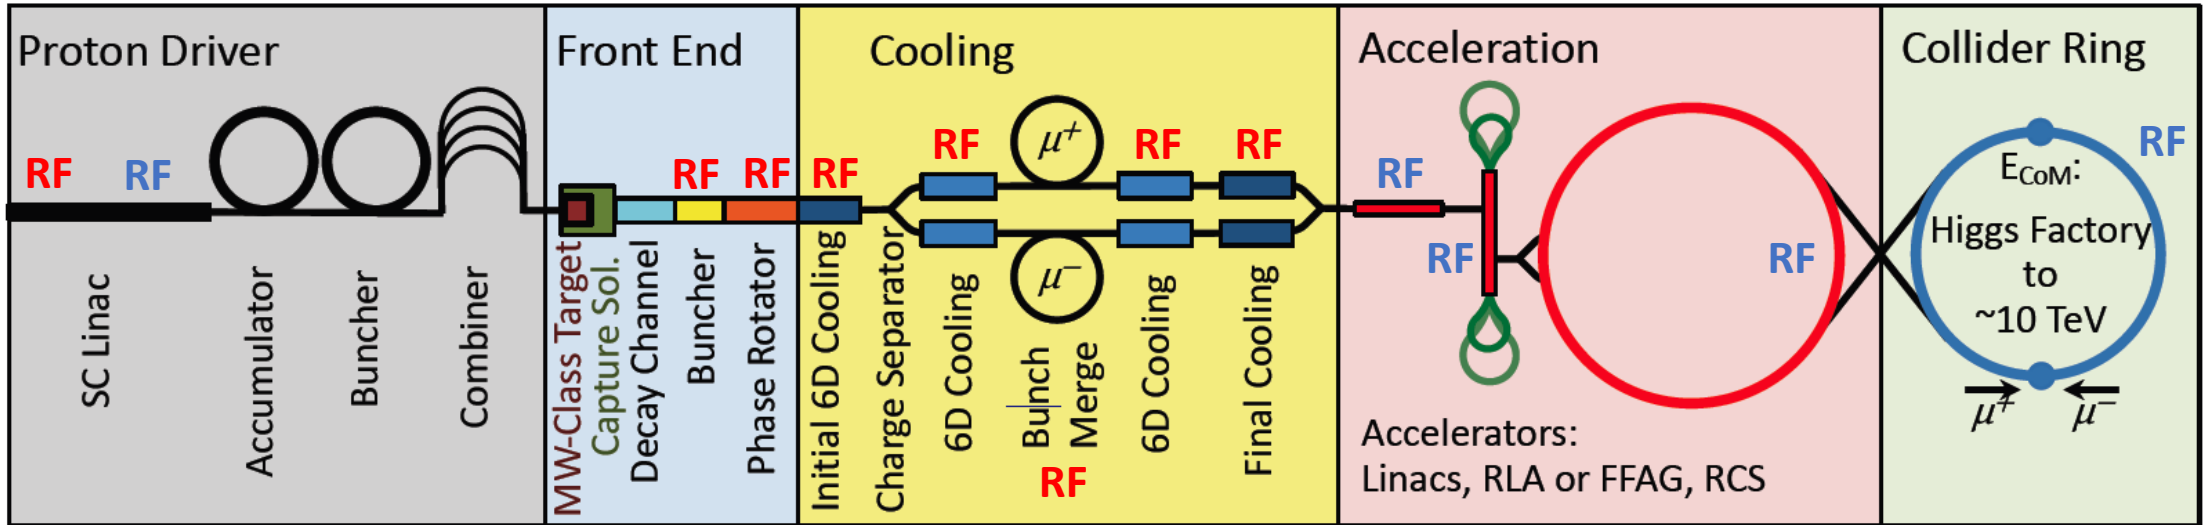 Proton Driver
RF
RF
SC Linac
Accumulator
Buncher
Combiner
Front End
RF
RF
MW-Class Target
Capture Sol.
Decay Channel
Buncher
Phase Rotator
Cooling
RF
RF
RF
RF
μ+
μ−
Initial 6D Cooling
Charge Separator
6D Cooling
Bunch
Merge
6D Cooling
Final Cooling
RF
Acceleration
RF
RF
RF
Accelerators:
Linacs, RLA or FFAG, RCS
Collider Ring
RF
ECoM:
Higgs Factory
to
~10 TeV
μ+
μ−